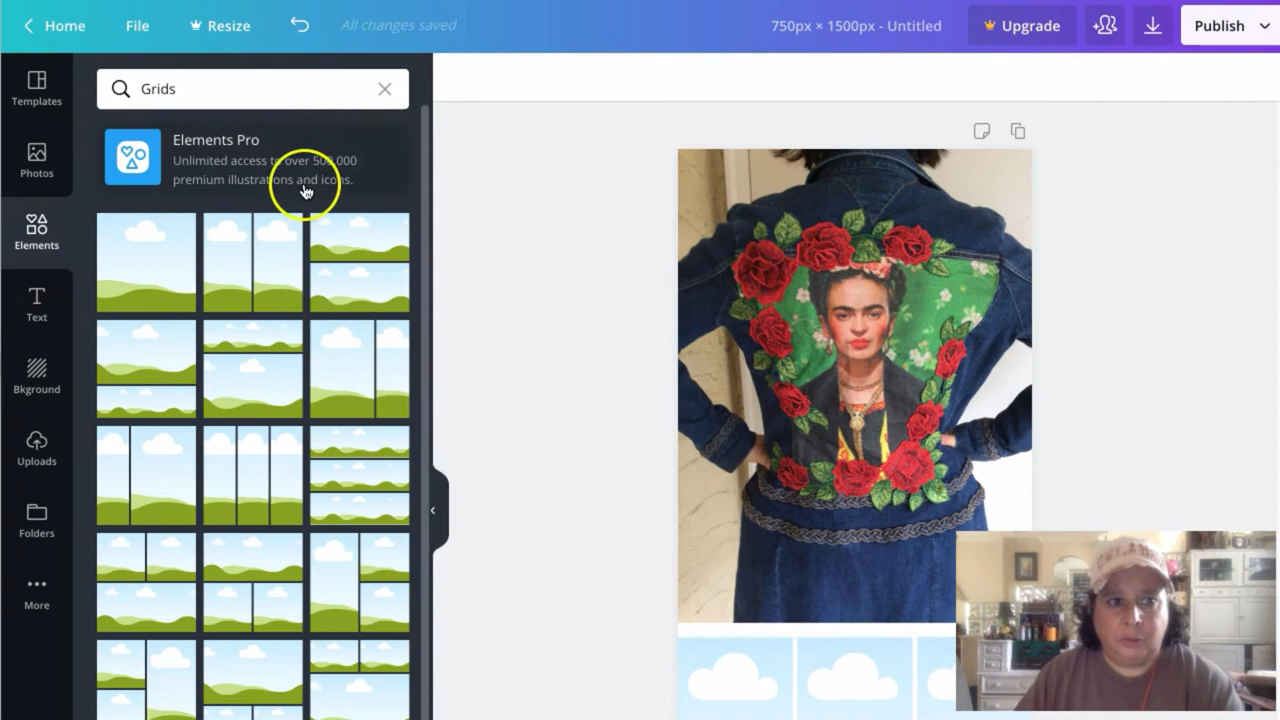 Home
File
Resize
All changes saved
750px × 1500px - Untitled
Upgrade
Publish
Templates
Photos
Elements
Text
Bkground
Uploads
Folders
More
Grids
Elements Pro
Unlimited access to over 500,000
premium illustrations and icons.